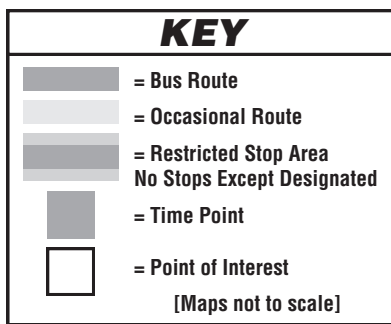 KEY
= Bus Route
= Occasional Route
= Restricted Stop Area
No Stops Except Designated
= Time Point
= Point of Interest
[Maps not to scale]